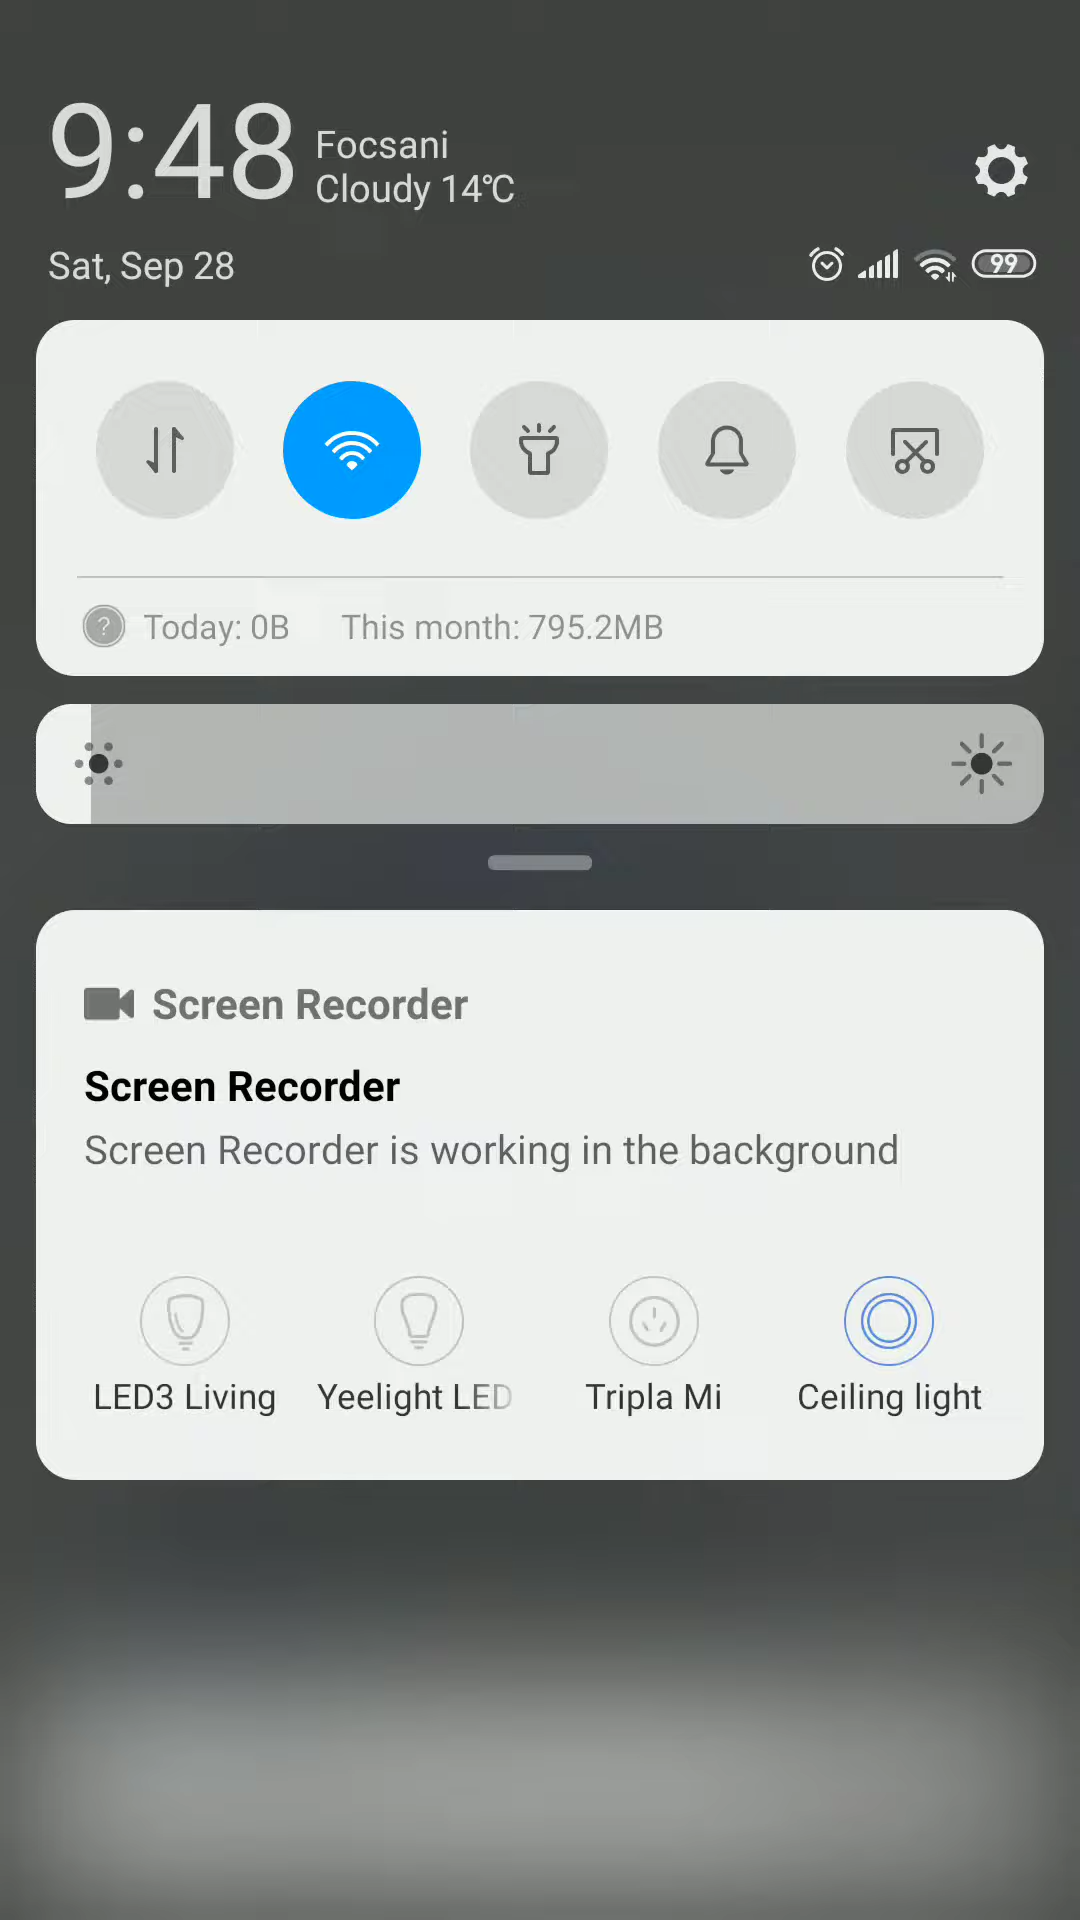 9:48
Focsani
Cloudy 14℃
Sat, Sep 28
99
Today: 0B This month: 795.2MB
Screen Recorder
Screen Recorder
Screen Recorder is working in the background
LED3 Living Yeelight LED Tripla Mi Ceiling light